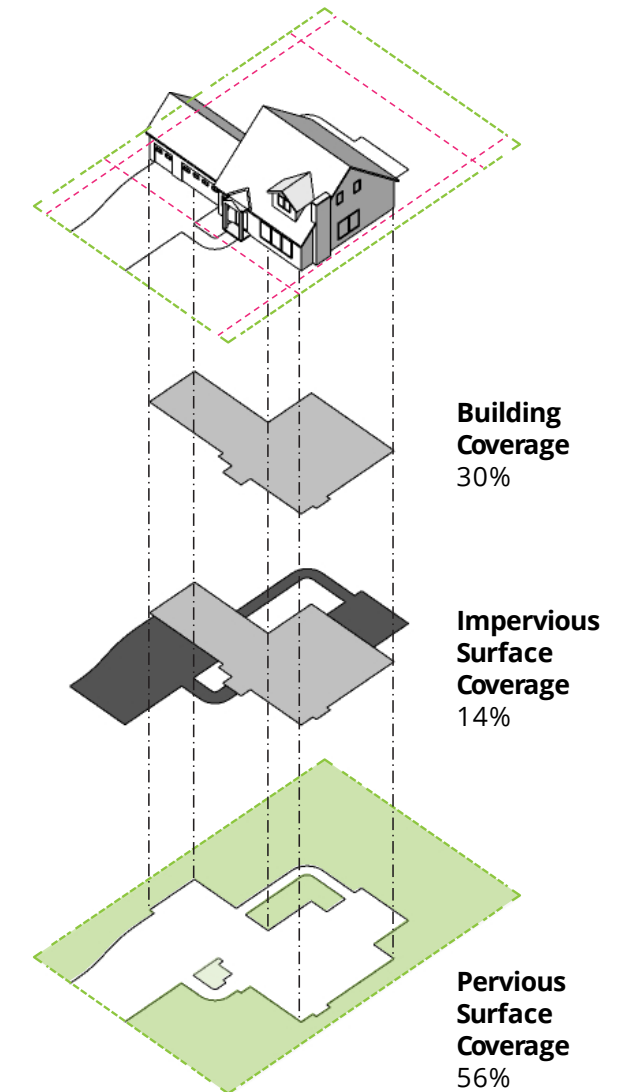 Building
Coverage
30%
Impervious
Surface
Coverage
14%
Pervious
Surface
Coverage
56%